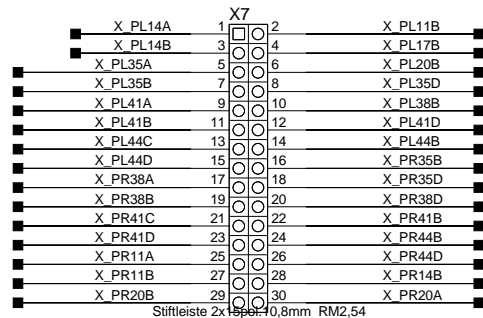 X7
X_PL14A 1 2 X_PL11B
X_PL14B 3 4 X_PL17B
X_PL35A 5 6 X_PL20B
X_PL35B 7 8 X_PL35D
X_PL41A 9 10 X_PL38B
X_PL41B 11 12 X_PL41D
X_PL44C 13 14 X_PL44B
X_PL44D 15 16 X_PR35B
X_PR38A 17 18 X_PR35D
X_PR38B 19 20 X_PR38D
X_PR41C 21 22 X_PR41B
X_PR41D 23 24 X_PR44B
X_PR11A 25 26 X_PR44D
X_PR11B 27 28 X_PR14B
X_PR20B 29 30 X_PR20A
Stiftleiste 2x15pol.10,8mm RM2,54